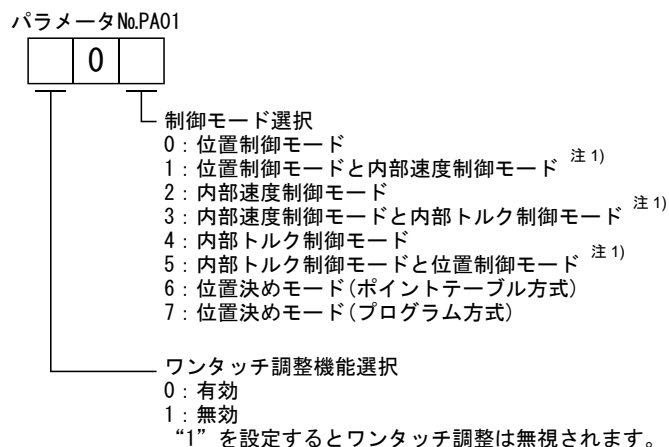 パラメータNo.PA01
0
制御モード選択
0：位置制御モード
1：位置制御モードと内部速度制御モード 注1)
2：内部速度制御モード
3：内部速度制御モードと内部トルク制御モード 注1)
4：内部トルク制御モード
5：内部トルク制御モードと位置制御モード 注1)
6：位置決めモード(ポイントテーブル方式)
7：位置決めモード(プログラム方式)
ワンタッチ調整機能選択
0：有効
1：無効
“1”を設定するとワンタッチ調整は無視されます。